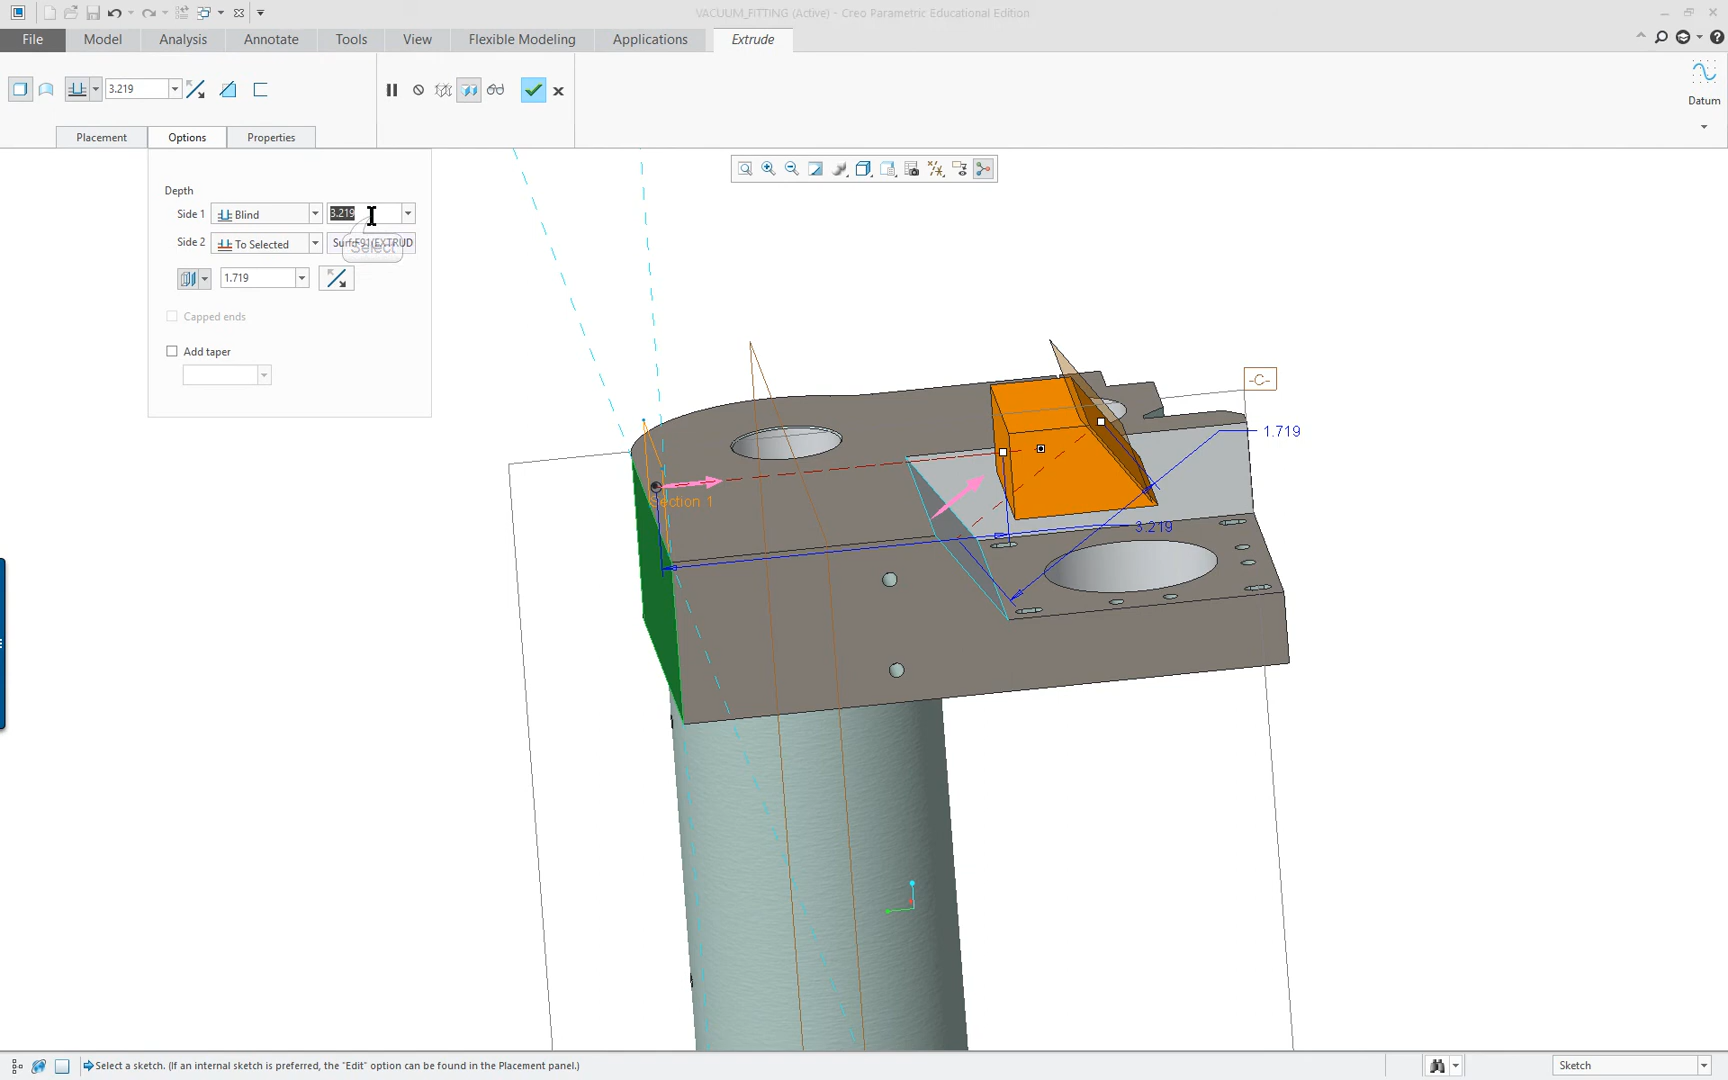 VACUUM_FITTING (Active) - Creo Parametric Educational Edition
File Model Analysis Annotate Tools View Flexible Modeling Applications Extrude
3.219
Datum
Placement Options Properties
Depth
Side 1 Blind 3.219
Side 2 To Selected Surf:F91(EXTRUD
Select
1.719
Capped ends
Add taper
-C-
1.719
Section 1
3.219
Select a sketch. (If an internal sketch is preferred, the "Edit" option can be found in the Placement panel.)
Sketch